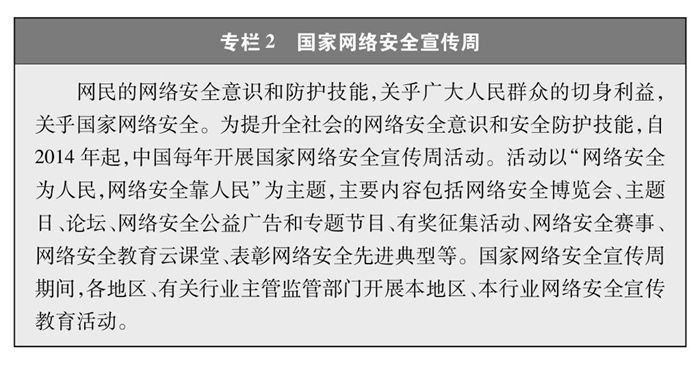 专栏 2 国家网络安全宣传周
网民的网络安全意识和防护技能,关乎广大人民群众的切身利益,
关乎国家网络安全。为提升全社会的网络安全意识和安全防护技能,自
2014 年起,中国每年开展国家网络安全宣传周活动。活动以“网络安全
为人民,网络安全靠人民”为主题,主要内容包括网络安全博览会、主题
日、论坛、网络安全公益广告和专题节目、有奖征集活动、网络安全赛事、
网络安全教育云课堂、表彰网络安全先进典型等。国家网络安全宣传周
期间,各地区、有关行业主管监管部门开展本地区、本行业网络安全宣传
教育活动。